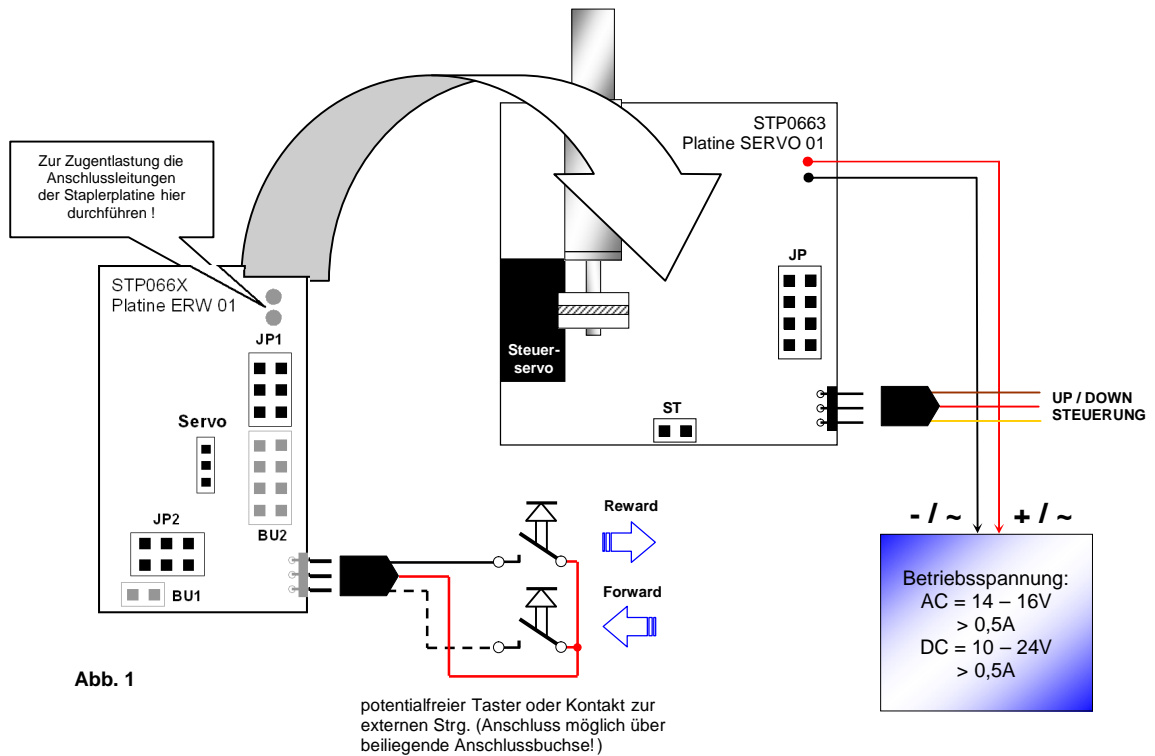 STP0663
Platine SERVO 01
Zur Zugentlastung die
Anschlussleitungen
der Staplerplatine hier
durchführen !
JP
STP066X
Platine ERW 01
JP1
Steuer-
servo
ST
UP / DOWN
STEUERUNG
Servo
JP2
BU2
BU1
Reward
Forward
- / ~ + / ~
Betriebsspannung:
AC = 14 – 16V
> 0,5A
DC = 10 – 24V
> 0,5A
Abb. 1
potentialfreier Taster oder Kontakt zur
externen Strg. (Anschluss möglich über
beiliegende Anschlussbuchse!)